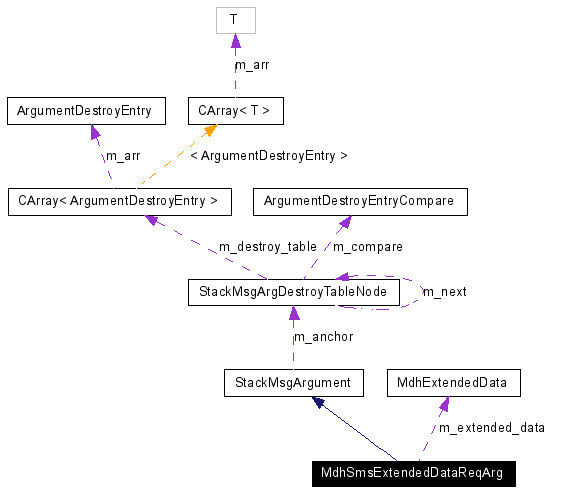 T
m_arr
ArgumentDestroyEntry
CArray< T >
m_arr
< ArgumentDestroyEntry >
CArray< ArgumentDestroyEntry >
ArgumentDestroyEntryCompare
m_destroy_table
m_compare
StackMsgArgDestroyTableNode
m_next
m_anchor
StackMsgArgument
MdhExtendedData
m_extended_data
MdhSmsExtendedDataReqArg